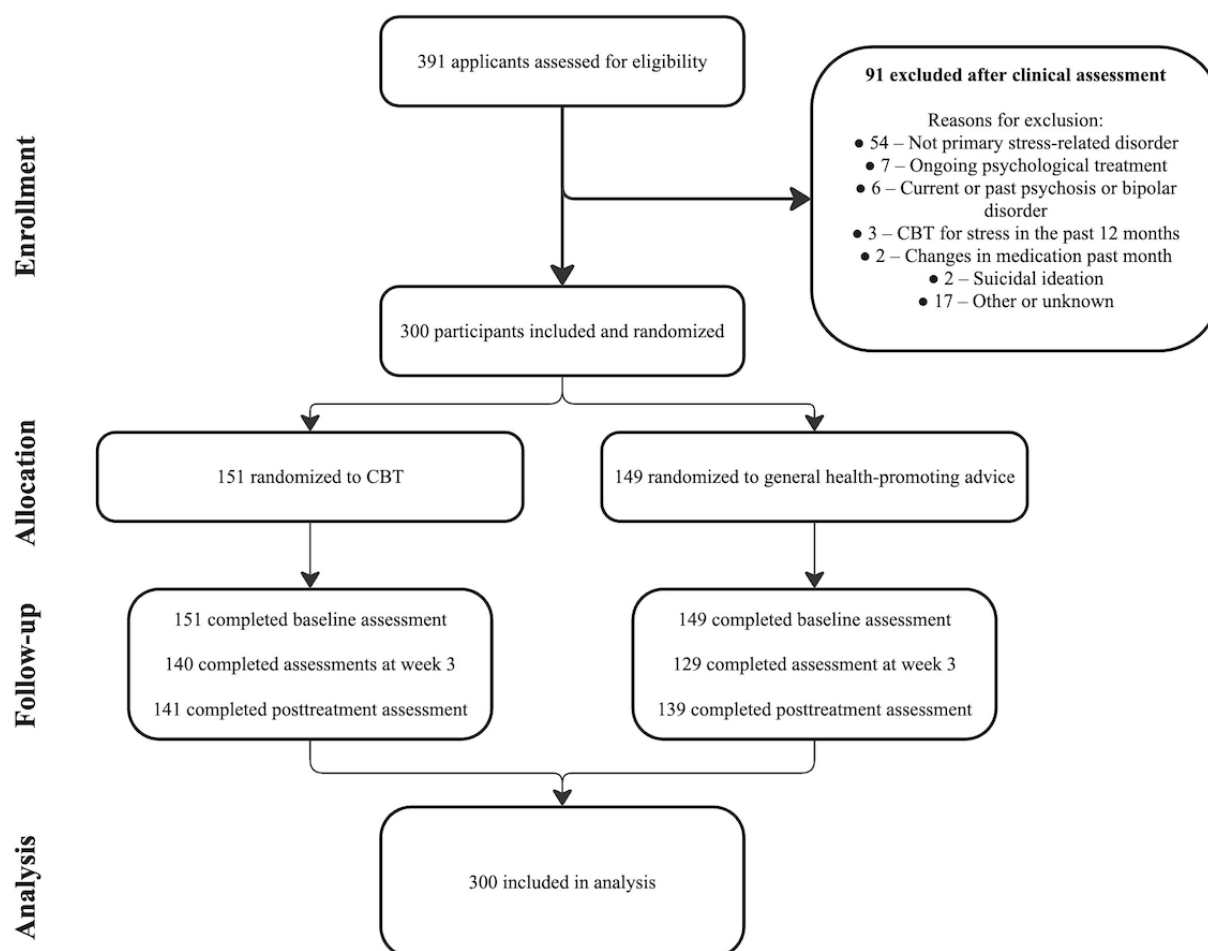 391 applicants assessed for eligibility
91 excluded after clinical assessment
Reasons for exclusion:
● 54 – Not primary stress-related disorder
● 7 – Ongoing psychological treatment
● 6 – Current or past psychosis or bipolar
disorder
● 3 – CBT for stress in the past 12 months
● 2 – Changes in medication past month
● 2 – Suicidal ideation
● 17 – Other or unknown
Enrollment
300 participants included and randomized
Allocation
151 randomized to CBT
149 randomized to general health-promoting advice
Follow-up
151 completed baseline assessment
140 completed assessments at week 3
141 completed posttreatment assessment
149 completed baseline assessment
129 completed assessment at week 3
139 completed posttreatment assessment
Analysis
300 included in analysis